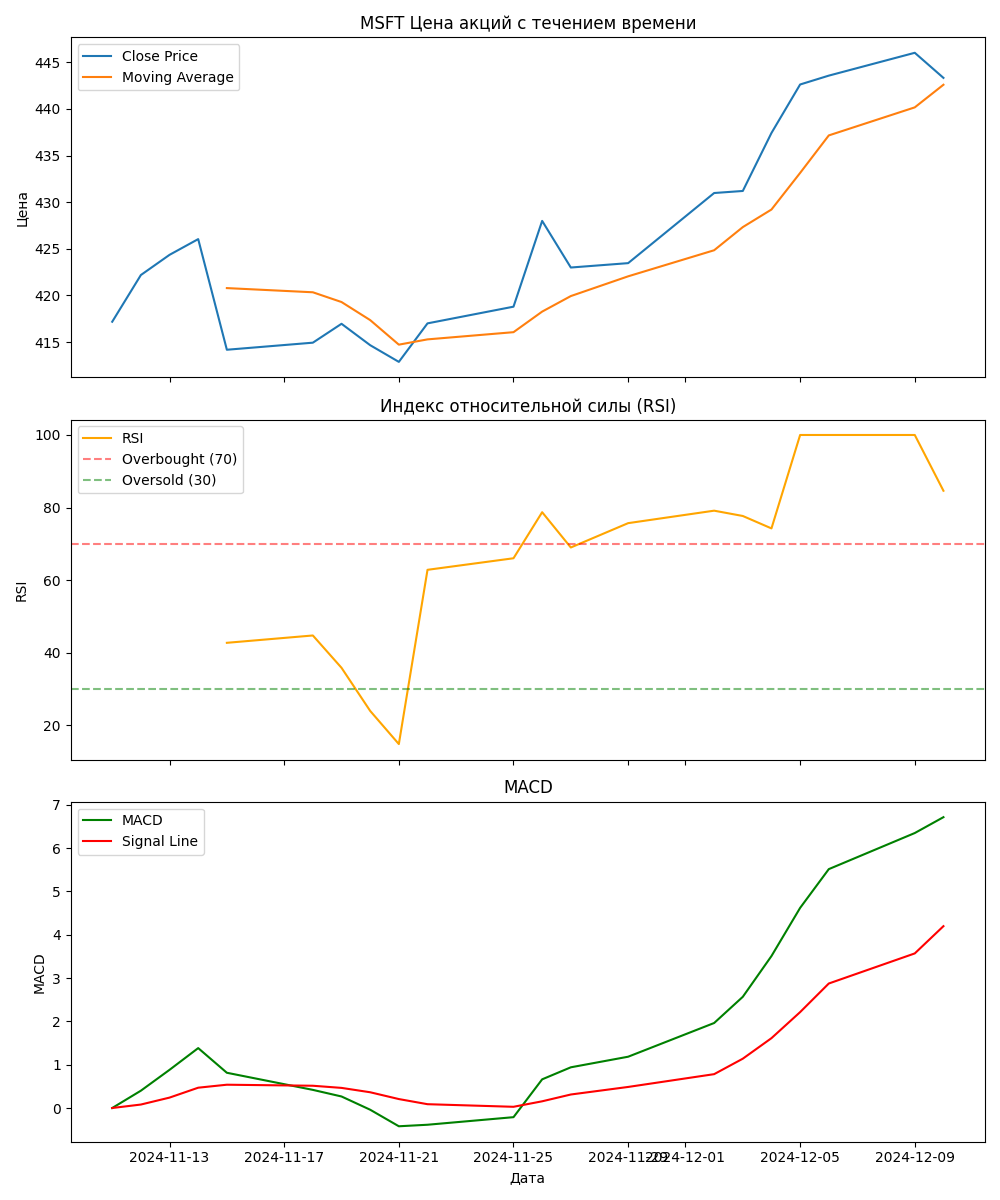 MSFT Цена акций с течением времени
Close Price
Moving Average
445
440
435
430
425
420
415
Цена
Индекс относительной силы (RSI)
RSI
Overbought (70)
Oversold (30)
100
80
60
40
20
RSI
MACD
MACD
Signal Line
7
6
5
4
3
2
1
0
MACD
2024-11-13 2024-11-17 2024-11-21 2024-11-25 2024-11-29 2024-12-01 2024-12-05 2024-12-09
Дата